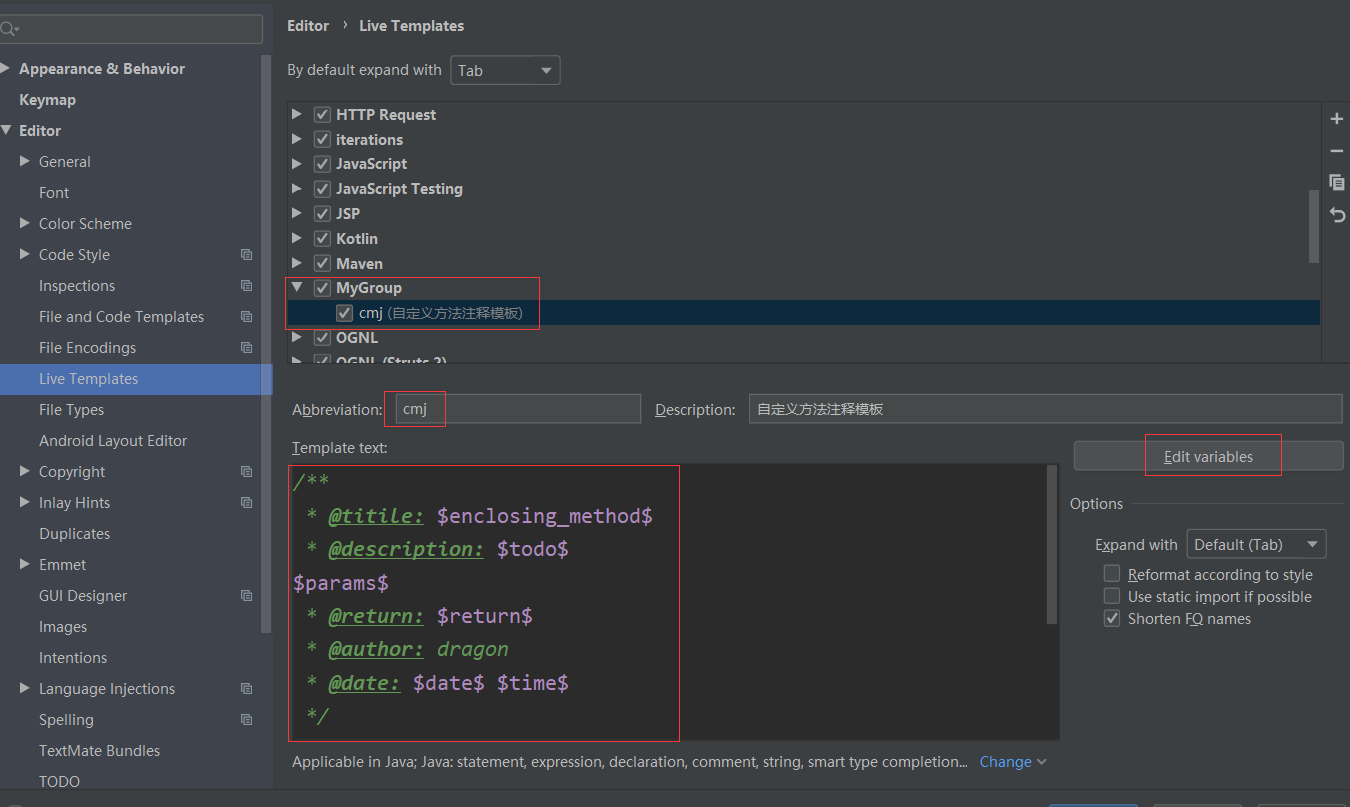 Editor › Live Templates
Appearance & Behavior
Keymap
Editor
General
Font
Color Scheme
Code Style
Inspections
File and Code Templates
File Encodings
Live Templates
File Types
Android Layout Editor
Copyright
Inlay Hints
Duplicates
Emmet
GUI Designer
Images
Intentions
Language Injections
Spelling
TextMate Bundles
TODO
By default expand with Tab
HTTP Request
iterations
JavaScript
JavaScript Testing
JSP
Kotlin
Maven
MyGroup
cmj (自定义方法注释模板)
OGNL
OGNL (Struts 2)
Abbreviation: cmj Description: 自定义方法注释模板
Template text:
/**
* @titile: $enclosing_method$
* @description: $todo$
$params$
* @return: $return$
* @author: dragon
* @date: $date$ $time$
*/
Edit variables
Options
Expand with Default (Tab)
Reformat according to style
Use static import if possible
Shorten FQ names
Applicable in Java; Java: statement, expression, declaration, comment, string, smart type completion... Change